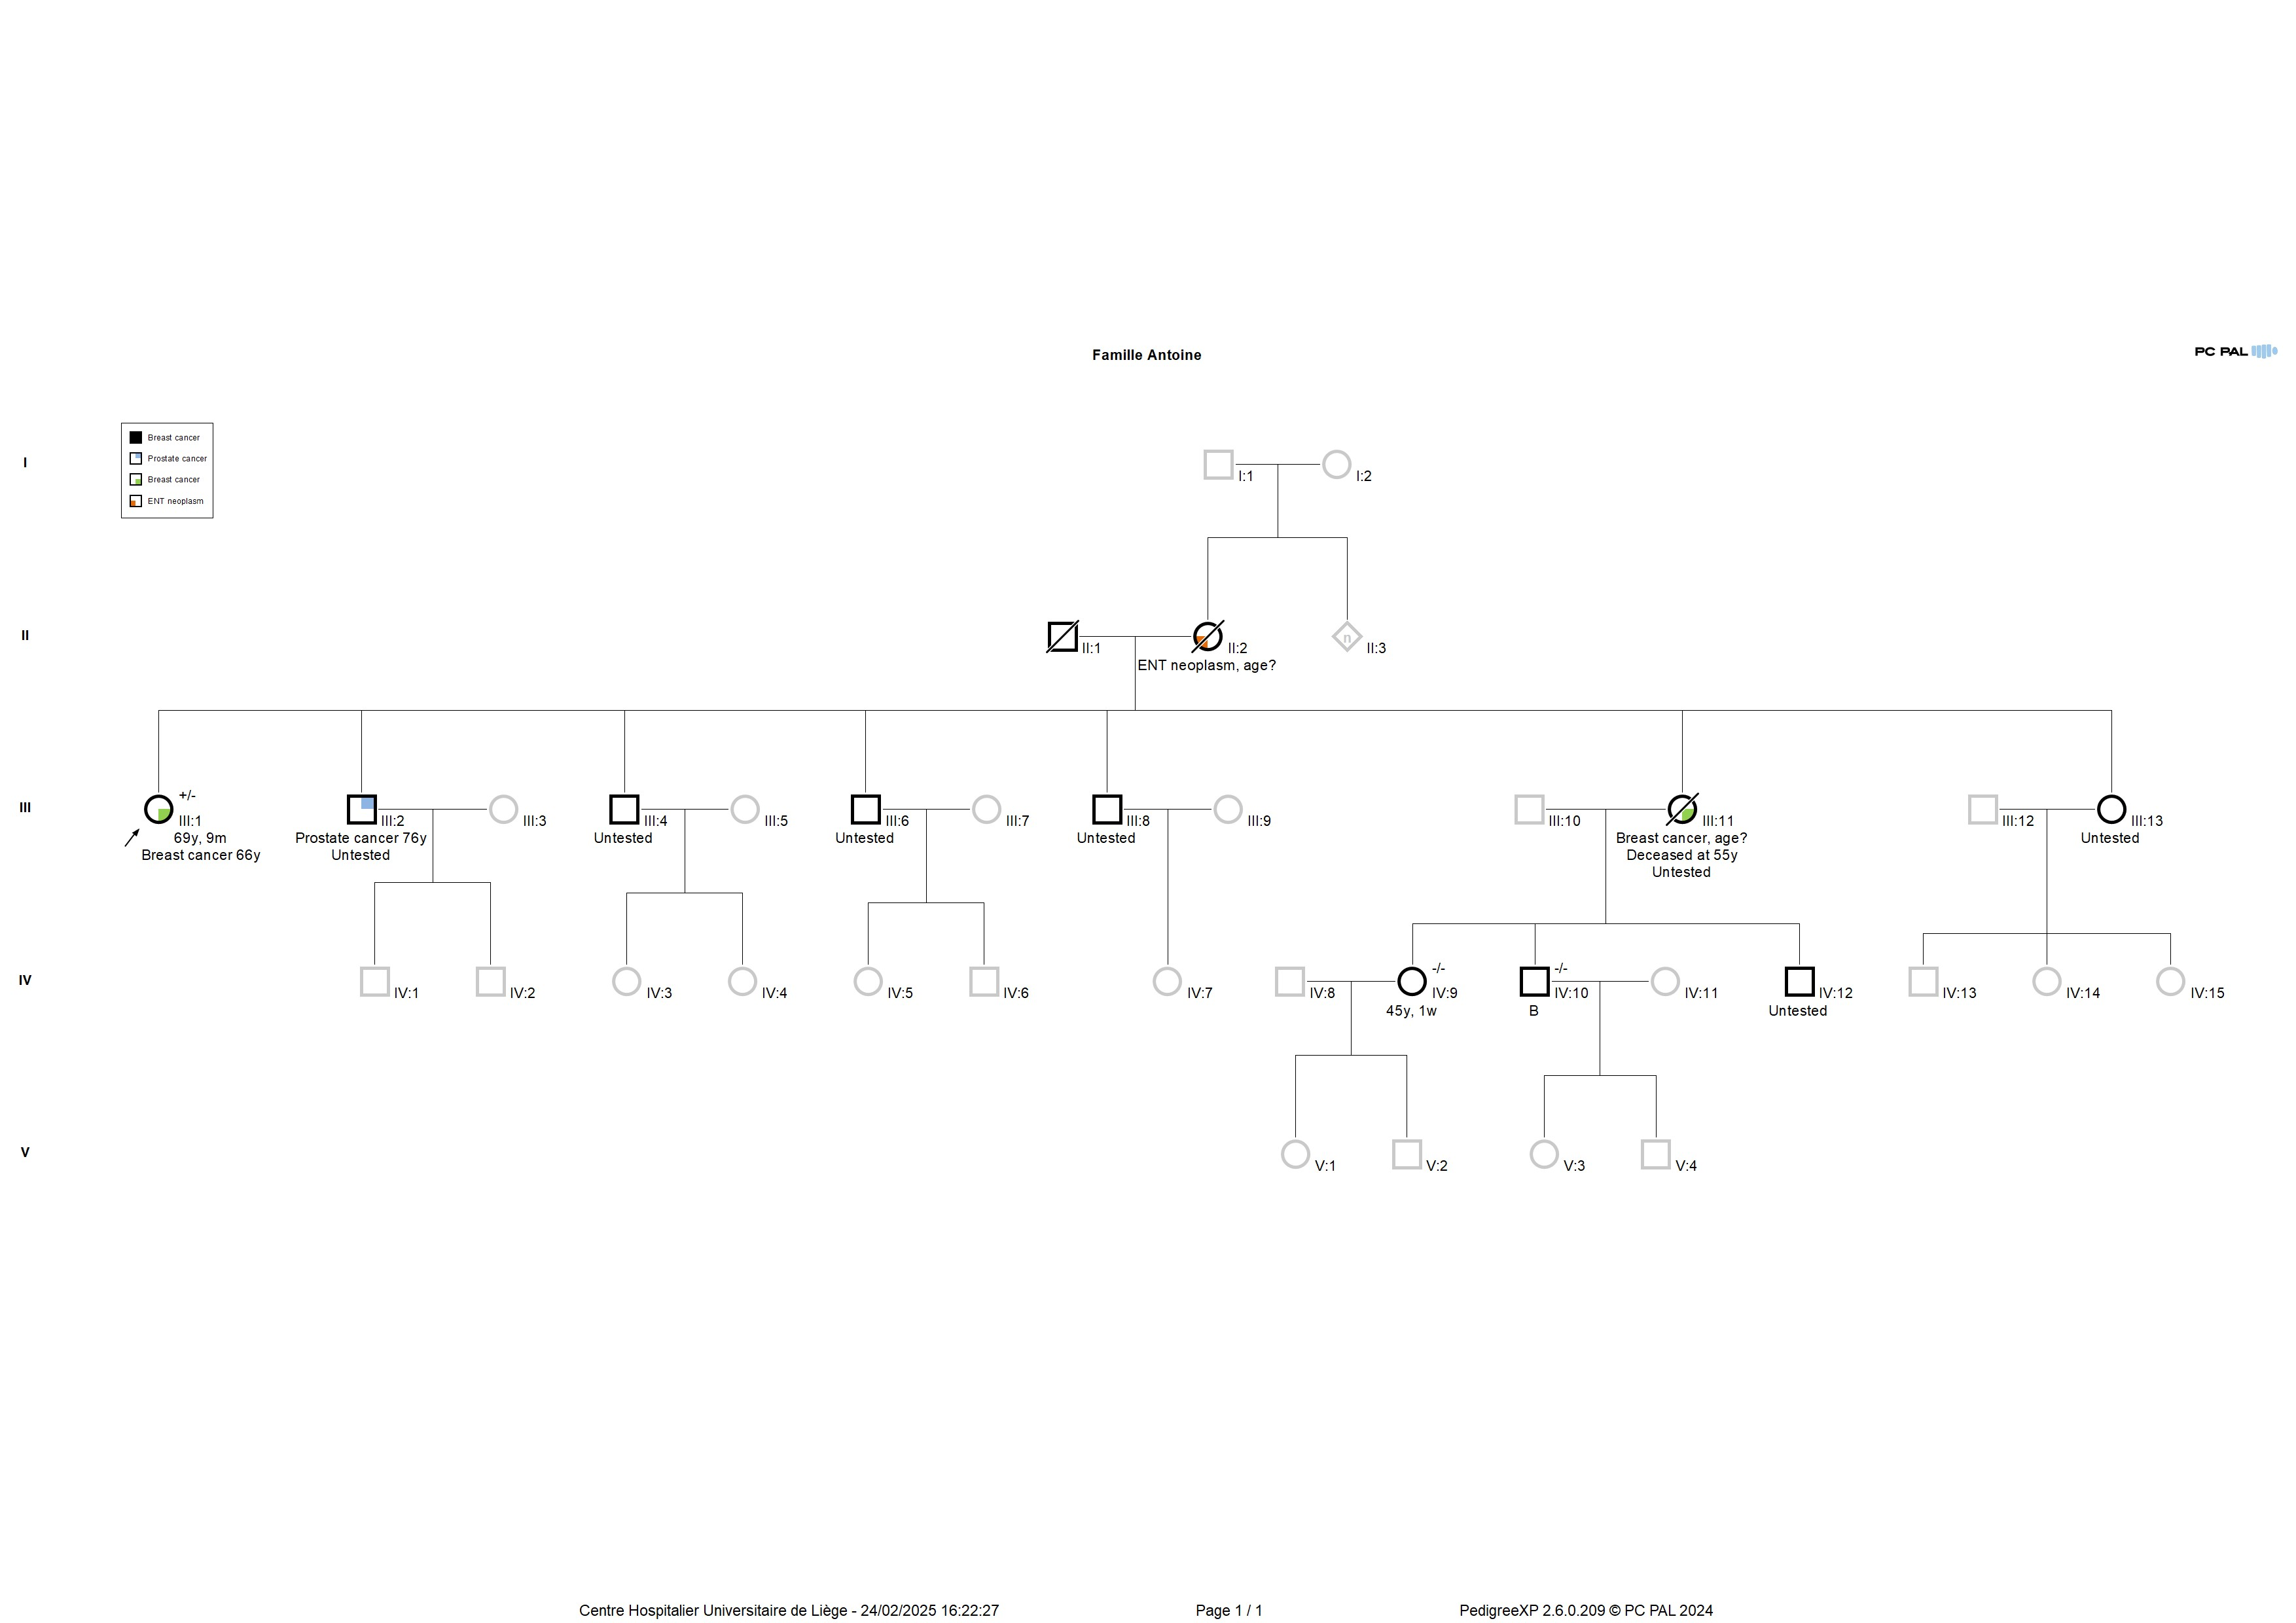 Famille Antoine
PC PAL
Breast cancer
Prostate cancer
Breast cancer
ENT neoplasm
I
I:1
I:2
II
n
II:1
II:2
II:3
ENT neoplasm, age?
III
+/-
III:1
69y, 9m
Breast cancer 66y
III:2
Prostate cancer 76y
Untested
III:3
III:4
Untested
III:5
III:6
Untested
III:7
III:8
Untested
III:9
III:10
III:11
Breast cancer, age?
Deceased at 55y
Untested
III:12
III:13
Untested
IV
IV:1
IV:2
IV:3
IV:4
IV:5
IV:6
IV:7
IV:8
-/-
IV:9
45y, 1w
-/-
IV:10
B
IV:11
IV:12
Untested
IV:13
IV:14
IV:15
V
V:1
V:2
V:3
V:4
Centre Hospitalier Universitaire de Liège - 24/02/2025 16:22:27
Page 1 / 1
PedigreeXP 2.6.0.209 © PC PAL 2024